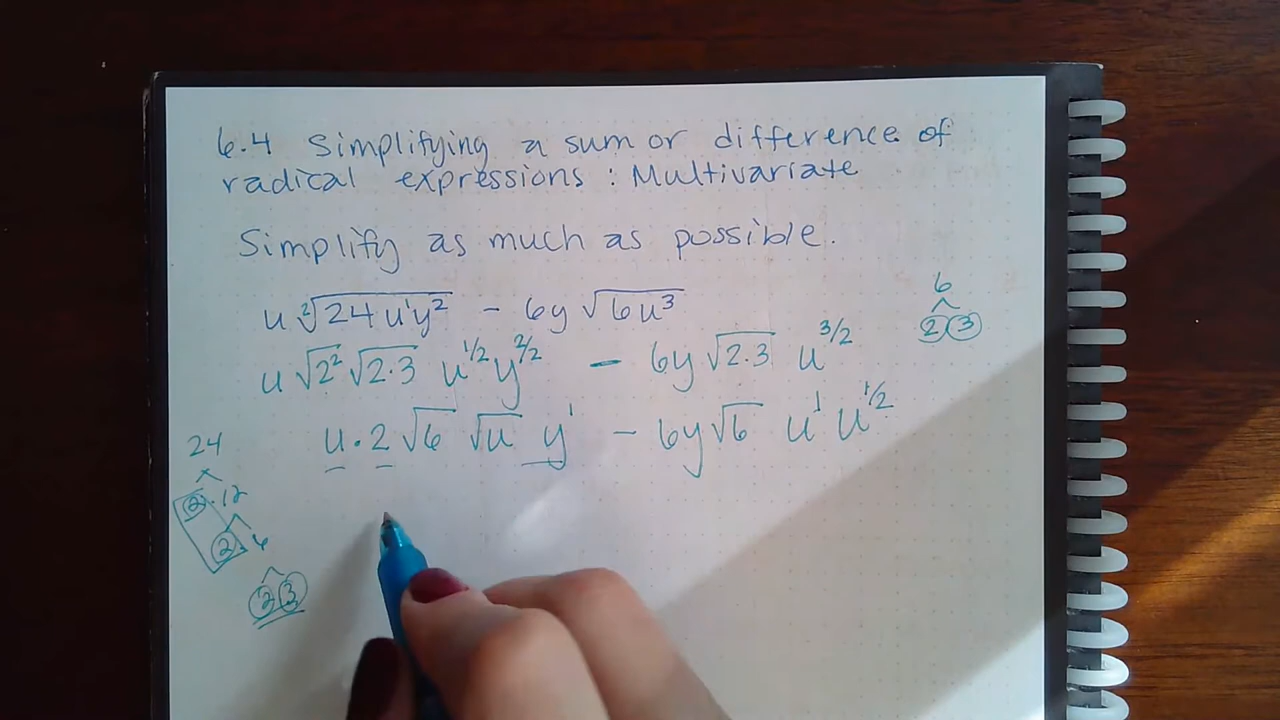 6.4 Simplifying a sum or difference of
radical expressions : Multivariate
Simplify as much as possible.
u ²√(24u¹y²) - 6y √(6u³)
u √(2²) √(2·3) u^(1/2) y^(2/2) - 6y √(2·3) u^(3/2)
u · 2 √6 √u y¹ - 6y √6 u¹ u^(1/2)
24
2 · 12
2 6
2 3
6
2 3